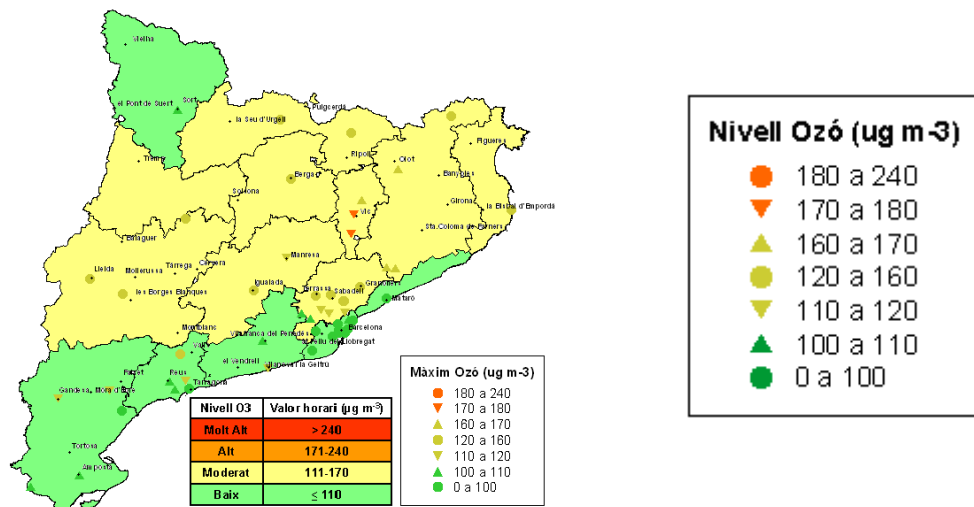 Vielha
el Pont de Suert
Sort
Puigcerdà
la Seu d'Urgell
Figueres
Ripoll
Olot
Banyoles
Tremp
Berga
Solsona
Vic
Girona
la Bisbal d'Empordà
Sta. Coloma de Farners
Balaguer
Manresa
Cervera
Tàrrega
Lleida
Mollerussa
Igualada
Granollers
Terrassa
Sabadell
les Borges Blanques
Mataró
Montblanc
Vilafranca del Penedès
Barcelona
St. Feliu de Llobregat
Valls
el Vendrell
Vilanova i la Geltrú
Falset
Reus
Gandesa
Móra d'Ebre
Tarragona
Tortosa
Amposta
Nivell O3 Valor horari (µg m-3)
Molt Alt > 240
Alt 171-240
Moderat 111-170
Baix ≤ 110
Màxim Ozó (ug m-3)
180 a 240
170 a 180
160 a 170
120 a 160
110 a 120
100 a 110
0 a 100
Nivell Ozó (ug m-3)
180 a 240
170 a 180
160 a 170
120 a 160
110 a 120
100 a 110
0 a 100